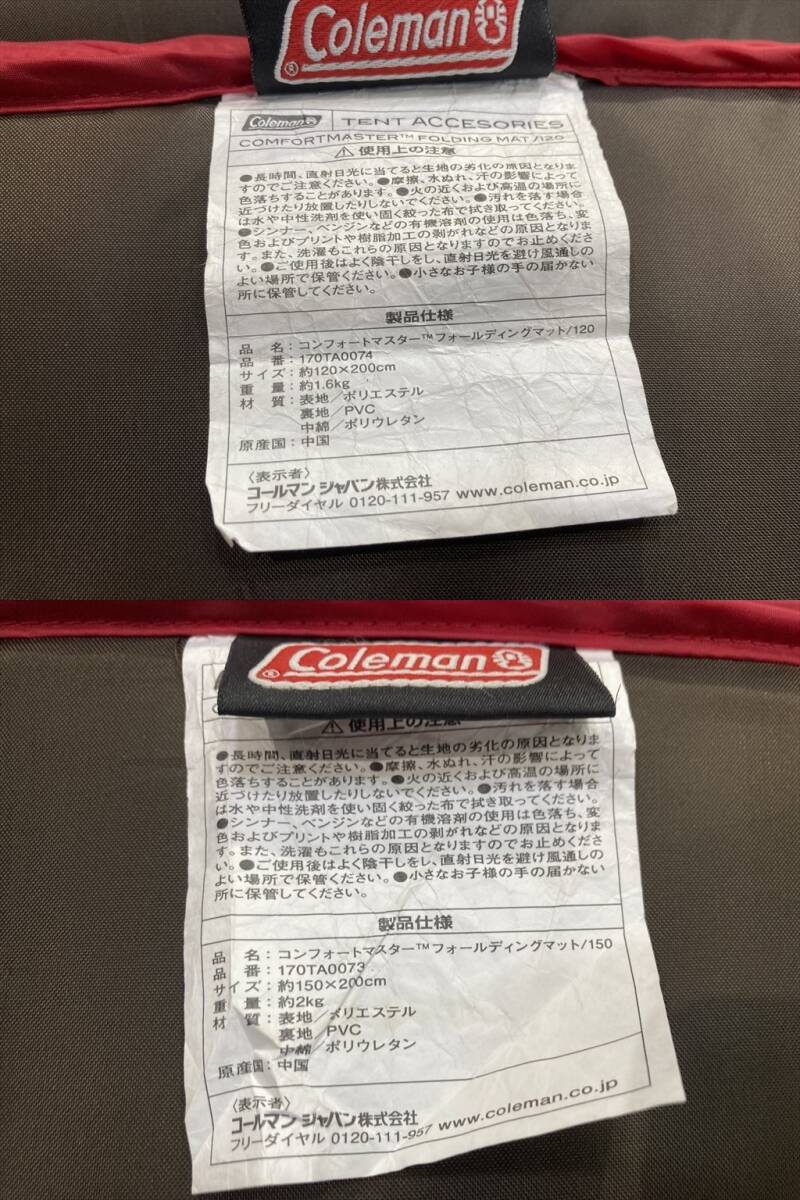 Coleman
®
Coleman TENT ACCESORIES
COMFORTMASTER™ FOLDING MAT/120
⚠使用上の注意
●長時間、直射日光に当てると生地の劣化の原因となりま
すのでご注意ください。●摩擦、水ぬれ、汗の影響によって
色落ちすることがあります。●火の近くおよび高温の場所に
近づけたり放置したりしないでください。●汚れを落す場合
は水や中性洗剤を使い固く絞った布で拭き取ってください。
●シンナー、ベンジンなどの有機溶剤の使用は色落ち、変
色およびプリントや樹脂加工の剥がれなどの原因となりま
す。また、洗濯もこれらの原因となりますのでお止めくださ
い。●ご使用後はよく陰干しをし、直射日光を避け風通しの
よい場所で保管ください。●小さなお子様の手の届かない
所に保管してください。
製品仕様
品 名：コンフォートマスター™フォールディングマット/120
品 番：170TA0074
サイズ：約120×200cm
重 量：約1.6kg
材 質：表地／ポリエステル
裏地／PVC
中綿／ポリウレタン
原産国：中国
〈表示者〉
コールマン ジャパン株式会社
フリーダイヤル 0120-111-957 www.coleman.co.jp
Coleman
®
⚠使用上の注意
●長時間、直射日光に当てると生地の劣化の原因となりま
すのでご注意ください。●摩擦、水ぬれ、汗の影響によって
色落ちすることがあります。●火の近くおよび高温の場所に
近づけたり放置したりしないでください。●汚れを落す場合
は水や中性洗剤を使い固く絞った布で拭き取ってください。
●シンナー、ベンジンなどの有機溶剤の使用は色落ち、変
色およびプリントや樹脂加工の剥がれなどの原因となりま
す。また、洗濯もこれらの原因となりますのでお止めくださ
い。●ご使用後はよく陰干しをし、直射日光を避け風通しの
よい場所で保管ください。●小さなお子様の手の届かない
所に保管してください。
製品仕様
品 名：コンフォートマスター™フォールディングマット/150
品 番：170TA0073
サイズ：約150×200cm
重 量：約2kg
材 質：表地／ポリエステル
裏地／PVC
中綿／ポリウレタン
原産国：中国
〈表示者〉
コールマン ジャパン株式会社
フリーダイヤル 0120-111-957 www.coleman.co.jp